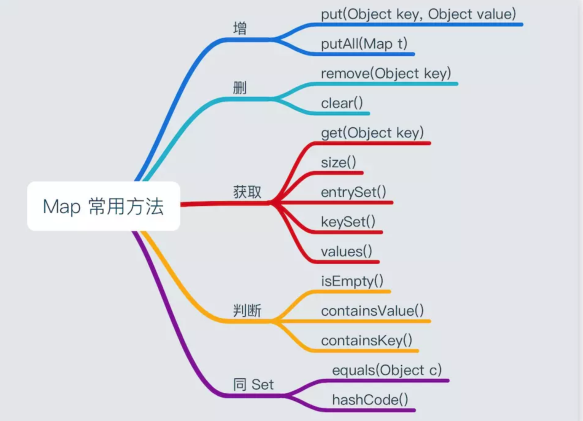 Map 常用方法
增
put(Object key, Object value)
putAll(Map t)
删
remove(Object key)
clear()
获取
get(Object key)
size()
entrySet()
keySet()
values()
判断
isEmpty()
containsValue()
containsKey()
同 Set
equals(Object c)
hashCode()